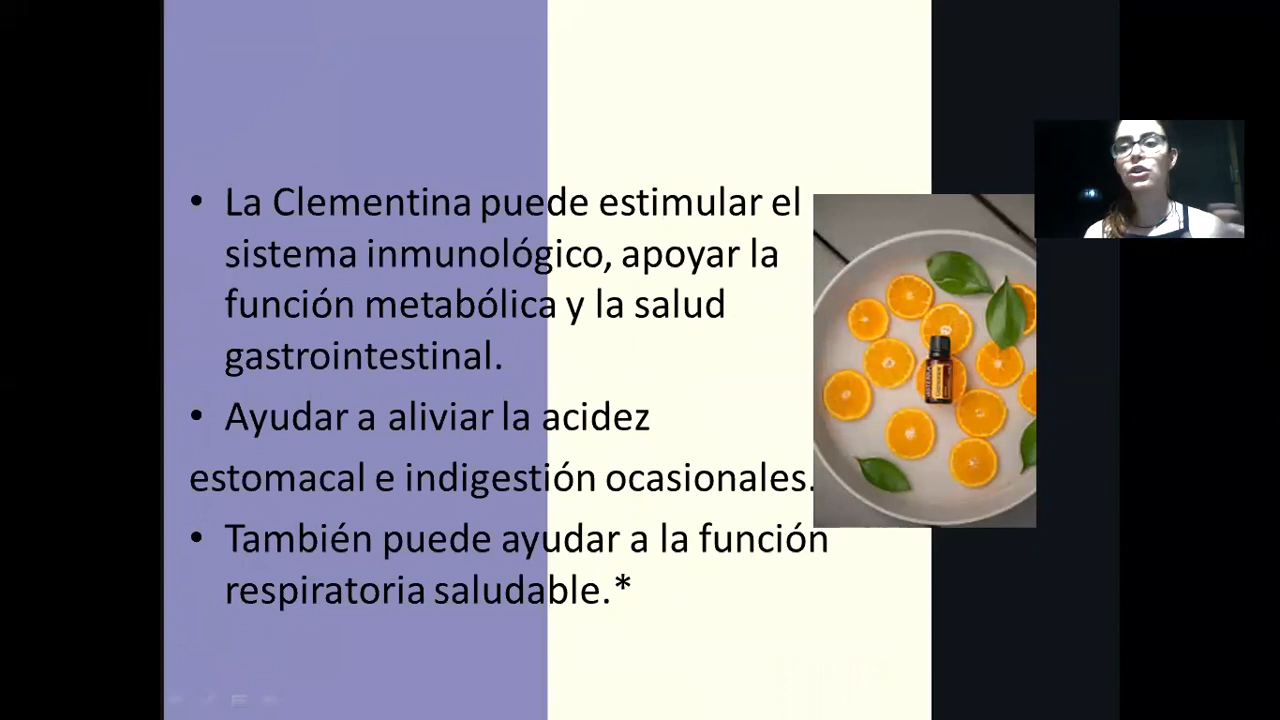 • La Clementina puede estimular el
sistema inmunológico, apoyar la
función metabólica y la salud
gastrointestinal.
• Ayudar a aliviar la acidez
estomacal e indigestión ocasionales.
• También puede ayudar a la función
respiratoria saludable.*